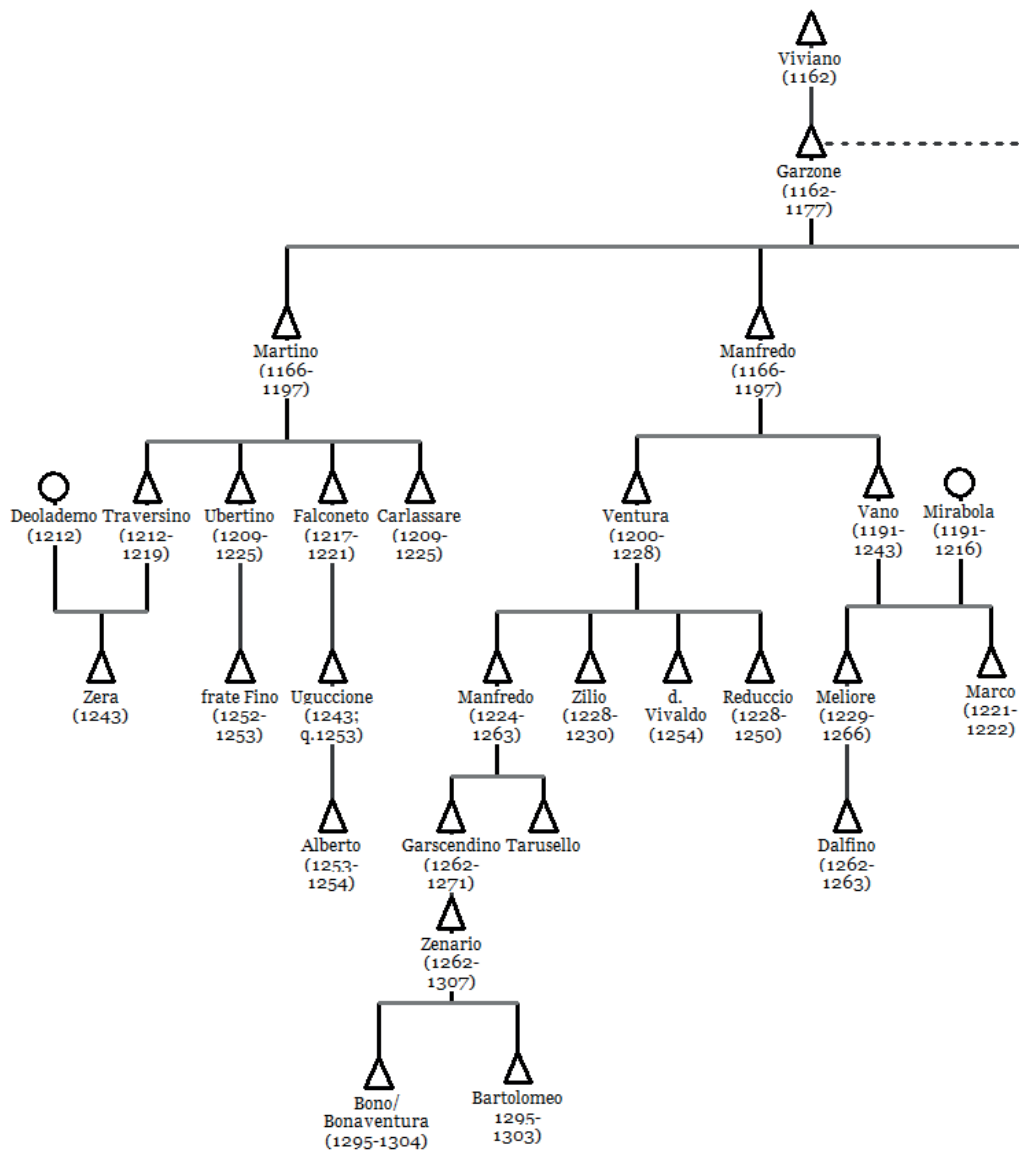 Viviano
(1162)
Garzone
(1162-
1177)
Martino
(1166-
1197)
Manfredo
(1166-
1197)
Deolademo
(1212)
Traversino
(1212-
1219)
Ubertino
(1209-
1225)
Falconeto
(1217-
1221)
Carlassare
(1209-
1225)
Ventura
(1200-
1228)
Vano
(1191-
1243)
Mirabola
(1191-
1216)
Zera
(1243)
frate Fino
(1252-
1253)
Uguccione
(1243;
q.1253)
Manfredo
(1224-
1263)
Zilio
(1228-
1230)
d.
Vivaldo
(1254)
Reduccio
(1228-
1250)
Meliore
(1229-
1266)
Marco
(1221-
1222)
Alberto
(1253-
1254)
Garscendino
(1262-
1271)
Tarusello
Dalfino
(1262-
1263)
Zenario
(1262-
1307)
Bono/
Bonaventura
(1295-1304)
Bartolomeo
1295-
1303)